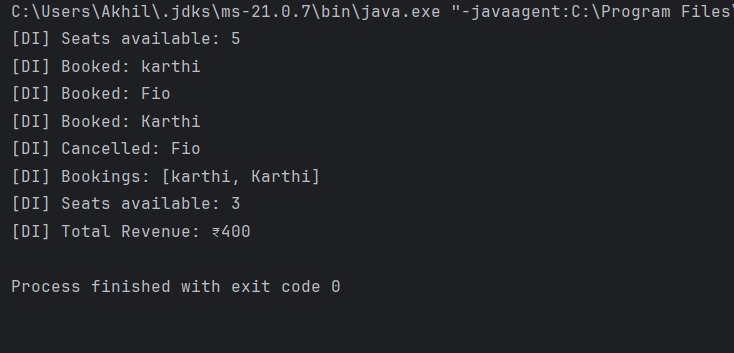 C:\Users\Akhil\.jdks\ms-21.0.7\bin\java.exe "-javaagent:C:\Program Files\
[DI] Seats available: 5
[DI] Booked: karthi
[DI] Booked: Fio
[DI] Booked: Karthi
[DI] Cancelled: Fio
[DI] Bookings: [karthi, Karthi]
[DI] Seats available: 3
[DI] Total Revenue: ₹400
Process finished with exit code 0